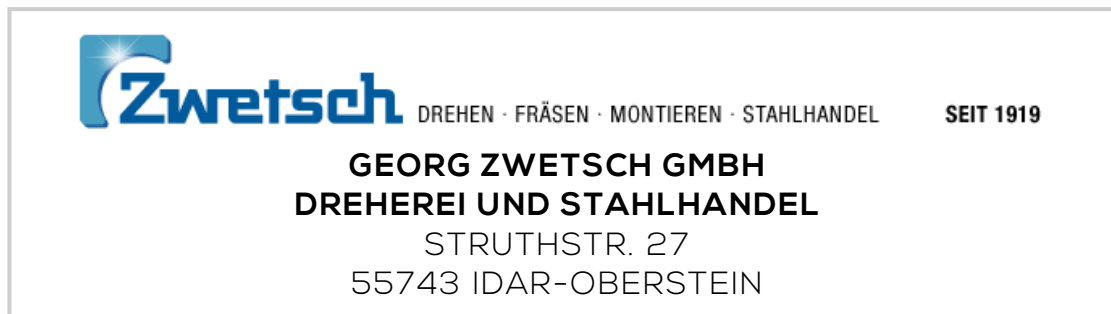 Zwetsch DREHEN · FRÄSEN · MONTIEREN · STAHLHANDEL SEIT 1919
GEORG ZWETSCH GMBH
DREHEREI UND STAHLHANDEL
STRUTHSTR. 27
55743 IDAR-OBERSTEIN